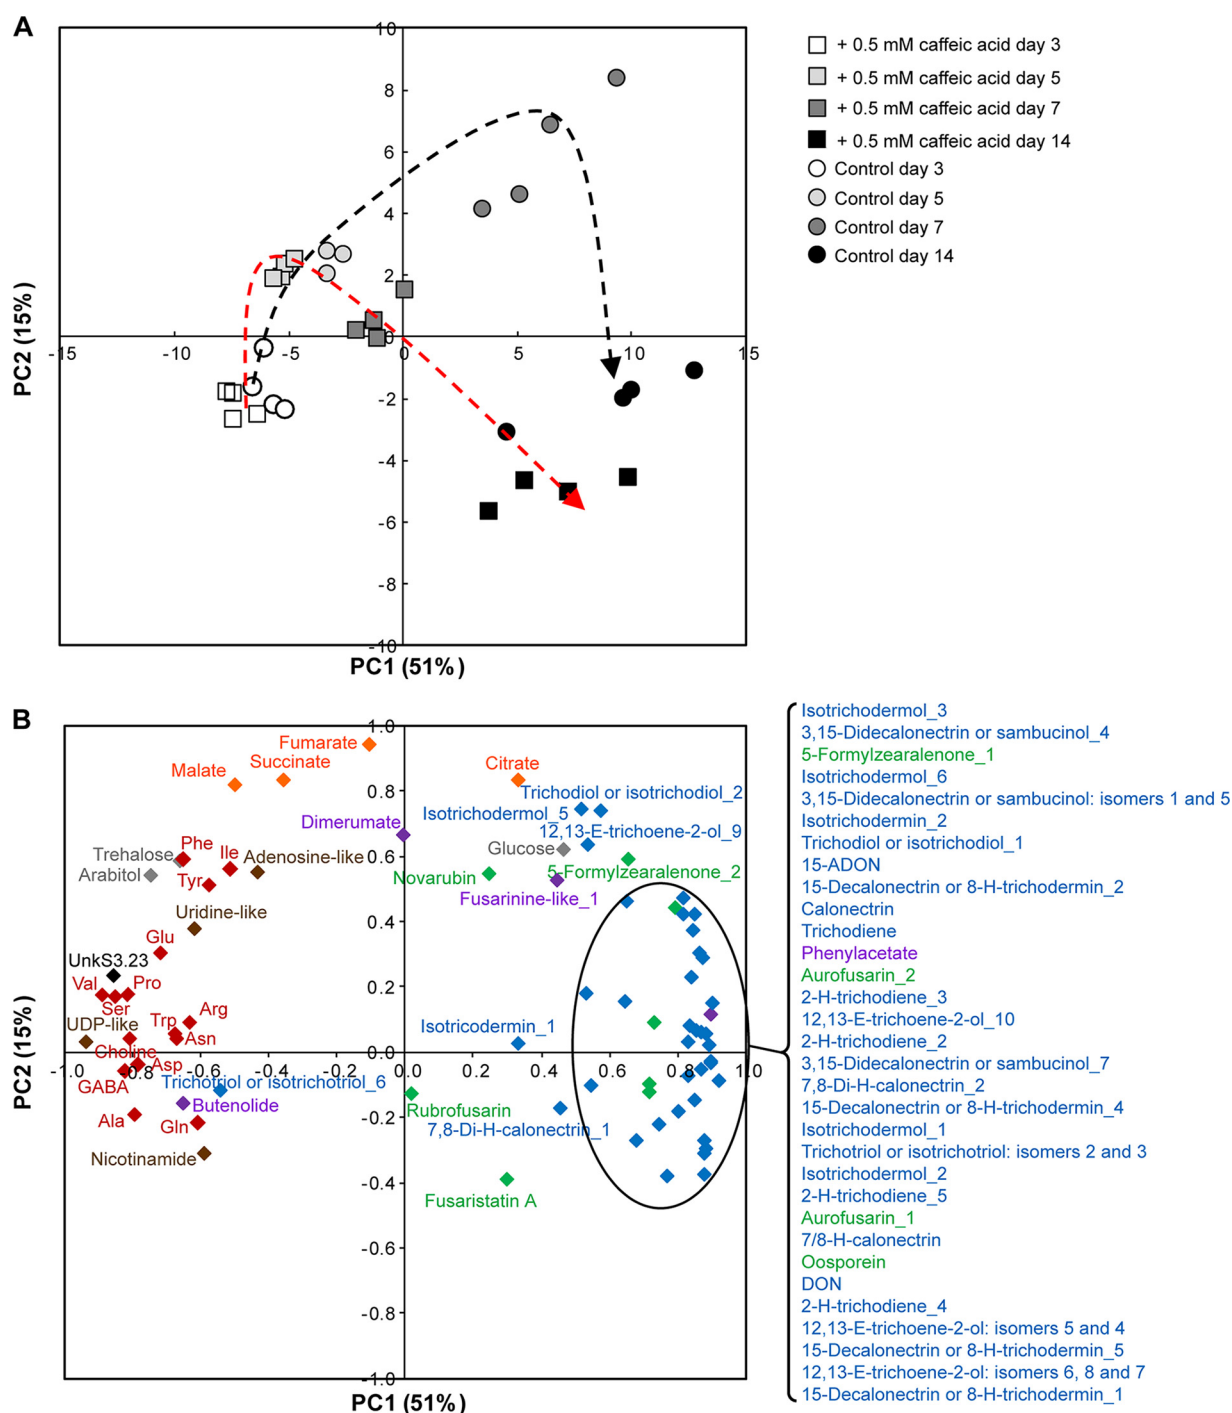 A
10
8
6
4
2
-15
-10
-5
0
5
10
15
-2
-4
-6
-8
-10
PC2 (15%)
PC1 (51%)
+ 0.5 mM caffeic acid day 3
+ 0.5 mM caffeic acid day 5
+ 0.5 mM caffeic acid day 7
+ 0.5 mM caffeic acid day 14
Control day 3
Control day 5
Control day 7
Control day 14
B
1.0
Fumarate
Succinate
Malate
Citrate
0.8
Trichodiol or isotrichodiol_2
Isotrichodermol_5
Dimerumate
12,13-E-trichoene-2-ol_9
Phe
Ile
Trehalose
Adenosine-like
Glucose
0.6
Arabitol
Tyr
Novarubin
5-Formylzearalenone_2
Fusarinine-like_1
Uridine-like
0.4
Glu
UnkS3.23
Val
Pro
0.2
Ser
Arg
UDP-like
Trp
Asn
Isotricodermin_1
Choline
Asp
0.0
-1.0
-0.8
-0.6
-0.4
-0.2
0.2
0.4
0.6
0.8
1.0
GABA
Trichotriol or isotrichotriol_6
Butenolide
Rubrofusarin
Ala
Gln
7,8-Di-H-calonectrin_1
-0.2
Nicotinamide
Fusaristatin A
-0.4
-0.6
-0.8
-1.0
PC2 (15%)
PC1 (51%)
Isotrichodermol_3
3,15-Didecalonectrin or sambucinol_4
5-Formylzearalenone_1
Isotrichodermol_6
3,15-Didecalonectrin or sambucinol: isomers 1 and 5
Isotrichodermin_2
Trichodiol or isotrichodiol_1
15-ADON
15-Decalonectrin or 8-H-trichodermin_2
Calonectrin
Trichodiene
Phenylacetate
Aurofusarin_2
2-H-trichodiene_3
12,13-E-trichoene-2-ol_10
2-H-trichodiene_2
3,15-Didecalonectrin or sambucinol_7
7,8-Di-H-calonectrin_2
15-Decalonectrin or 8-H-trichodermin_4
Isotrichodermol_1
Trichotriol or isotrichotriol: isomers 2 and 3
Isotrichodermol_2
2-H-trichodiene_5
Aurofusarin_1
7/8-H-calonectrin
Oosporein
DON
2-H-trichodiene_4
12,13-E-trichoene-2-ol: isomers 5 and 4
15-Decalonectrin or 8-H-trichodermin_5
12,13-E-trichoene-2-ol: isomers 6, 8 and 7
15-Decalonectrin or 8-H-trichodermin_1